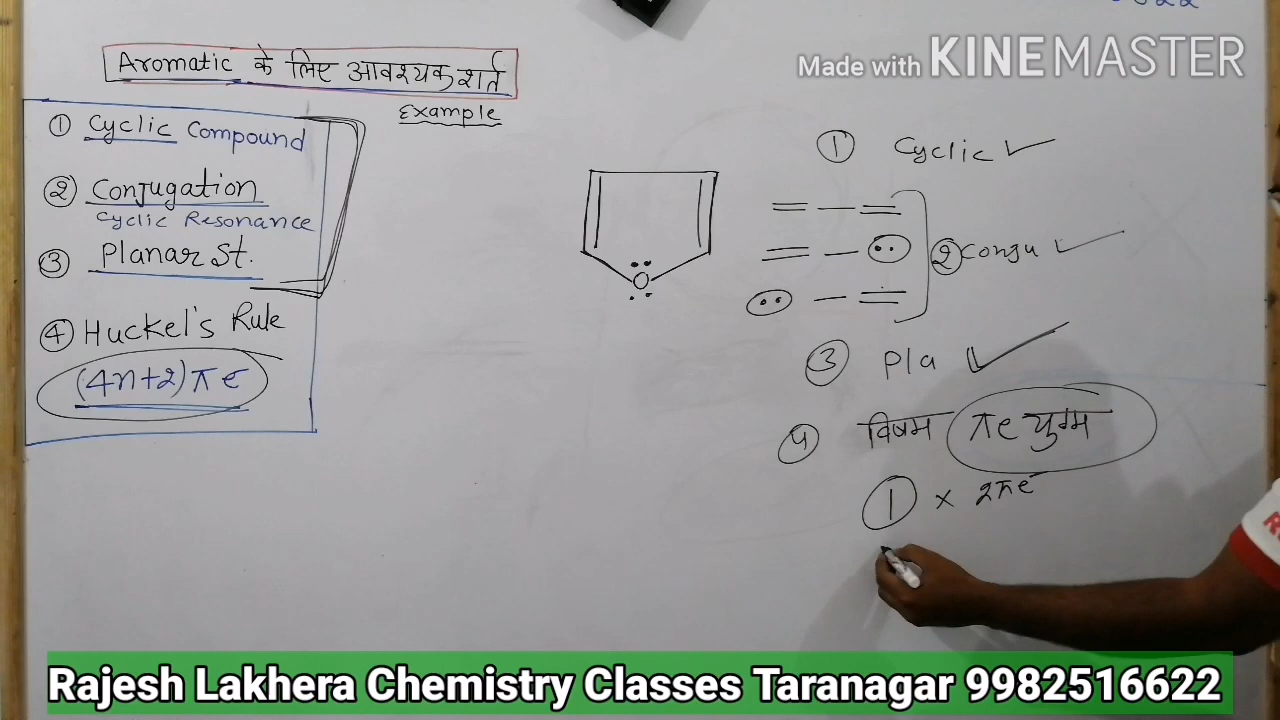 Made with KINEMASTER
Aromatic के लिए आवश्यक शर्त
Example
① Cyclic Compound
② Conjugation
Cyclic Resonance
③ Planar St.
④ Huckel's Rule
(4n+2) π e
O
① Cyclic ✓
② Conju ✓
③ Pla ✓
④ विषम πe युग्म
① × 2πe⁻
Rajesh Lakhera Chemistry Classes Taranagar 9982516622